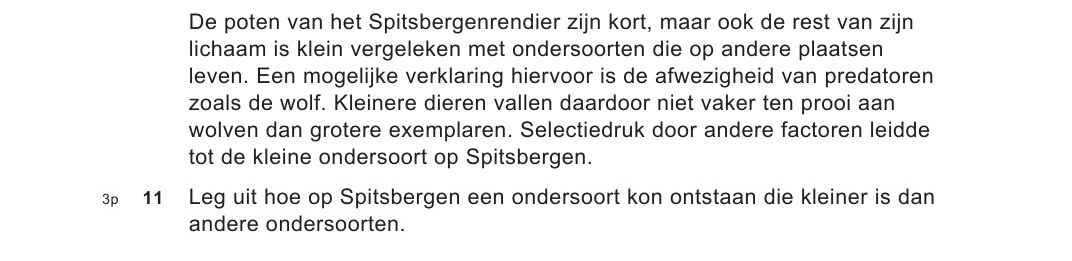 De poten van het Spitsbergenrendier zijn kort, maar ook de rest van zijn
lichaam is klein vergeleken met ondersoorten die op andere plaatsen
leven. Een mogelijke verklaring hiervoor is de afwezigheid van predatoren
zoals de wolf. Kleinere dieren vallen daardoor niet vaker ten prooi aan
wolven dan grotere exemplaren. Selectiedruk door andere factoren leidde
tot de kleine ondersoort op Spitsbergen.
3p 11 Leg uit hoe op Spitsbergen een ondersoort kon ontstaan die kleiner is dan
andere ondersoorten.